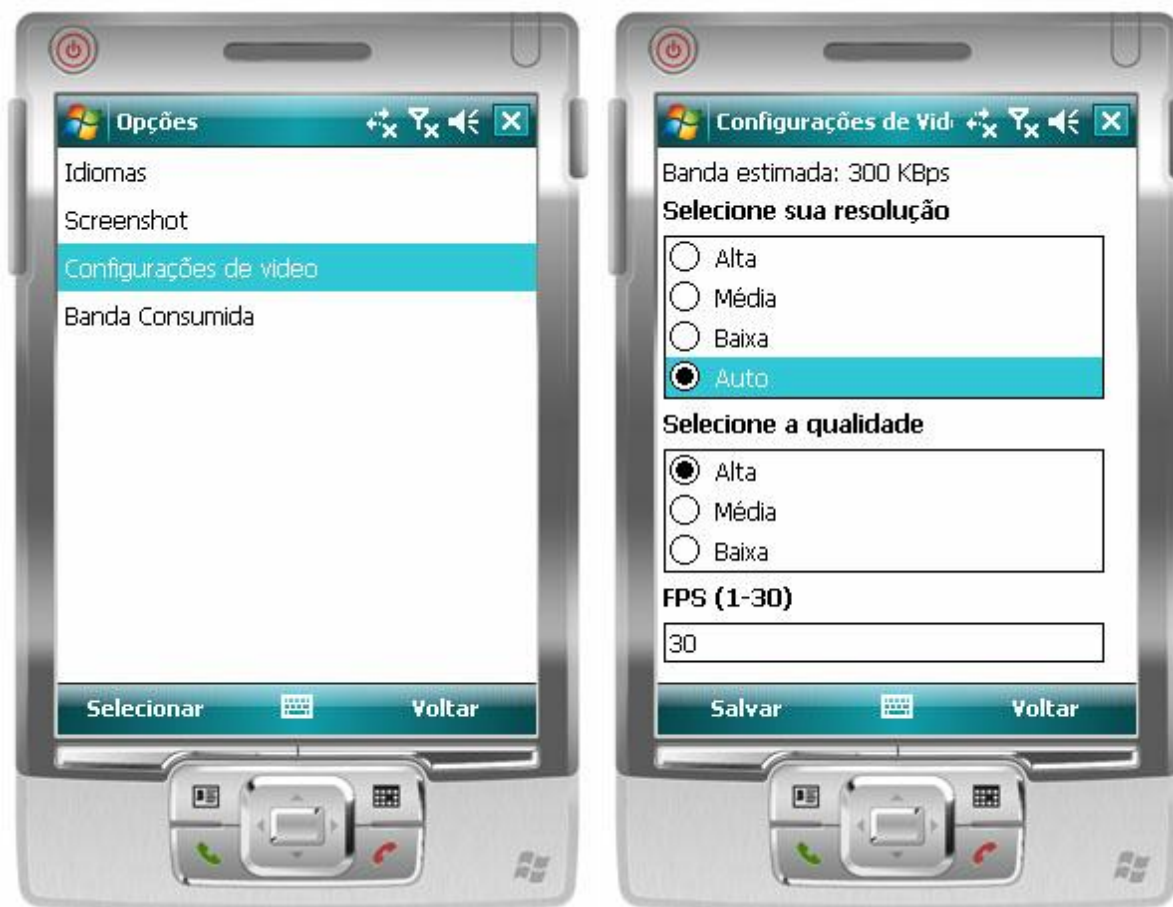 Opções
Idiomas
Screenshot
Configurações de video
Banda Consumida
Selecionar
Voltar
Configurações de Vid
Banda estimada: 300 KBps
Selecione sua resolução
Alta
Média
Baixa
Auto
Selecione a qualidade
Alta
Média
Baixa
FPS (1-30)
30
Salvar
Voltar